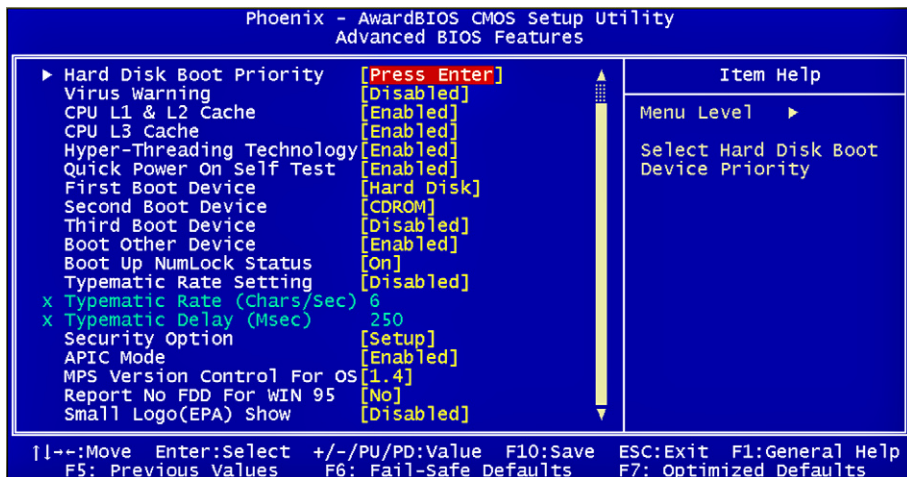 Phoenix - AwardBIOS CMOS Setup Utility
Advanced BIOS Features
▶ Hard Disk Boot Priority [Press Enter]
Virus Warning [Disabled]
CPU L1 & L2 Cache [Enabled]
CPU L3 Cache [Enabled]
Hyper-Threading Technology[Enabled]
Quick Power On Self Test [Enabled]
First Boot Device [Hard Disk]
Second Boot Device [CDROM]
Third Boot Device [Disabled]
Boot Other Device [Enabled]
Boot Up NumLock Status [On]
Typematic Rate Setting [Disabled]
x Typematic Rate (Chars/Sec) 6
x Typematic Delay (Msec) 250
Security Option [Setup]
APIC Mode [Enabled]
MPS Version Control For OS[1.4]
Report No FDD For WIN 95 [No]
Small Logo(EPA) Show [Disabled]
Item Help
Menu Level ▶
Select Hard Disk Boot
Device Priority
↑↓→←:Move Enter:Select +/-/PU/PD:Value F10:Save ESC:Exit F1:General Help
F5: Previous Values F6: Fail-Safe Defaults F7: Optimized Defaults